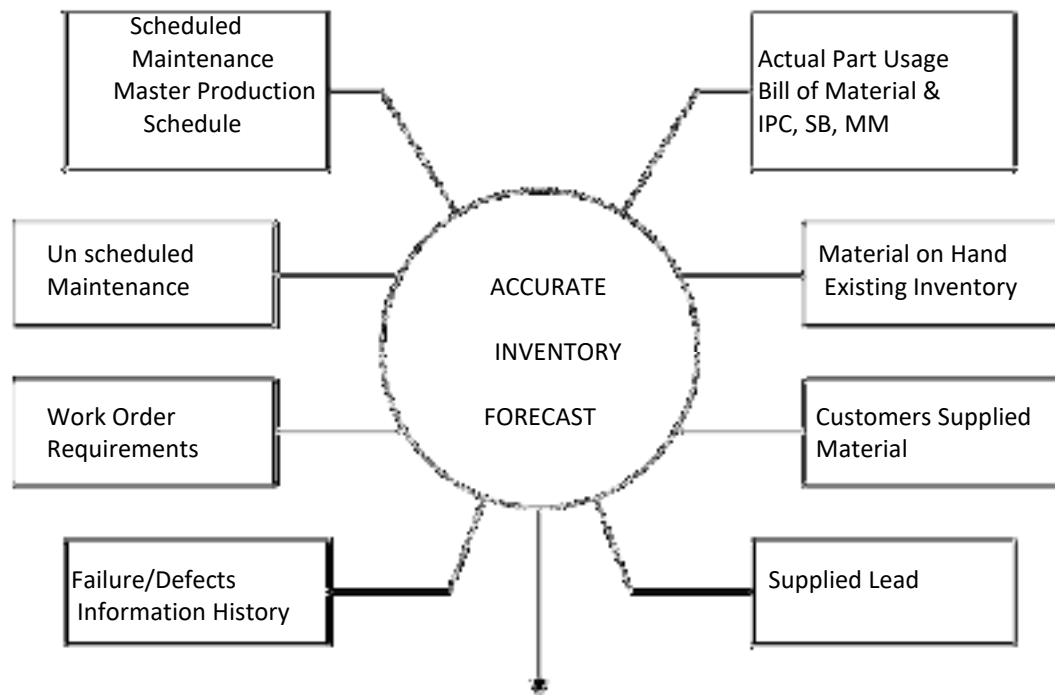 Scheduled
Maintenance
Master Production
Schedule
Actual Part Usage
Bill of Material &
IPC, SB, MM
Un scheduled
Maintenance
ACCURATE
INVENTORY
FORECAST
Material on Hand
Existing Inventory
Work Order
Requirements
Customers Supplied
Material
Failure/Defects
Information History
Supplied Lead